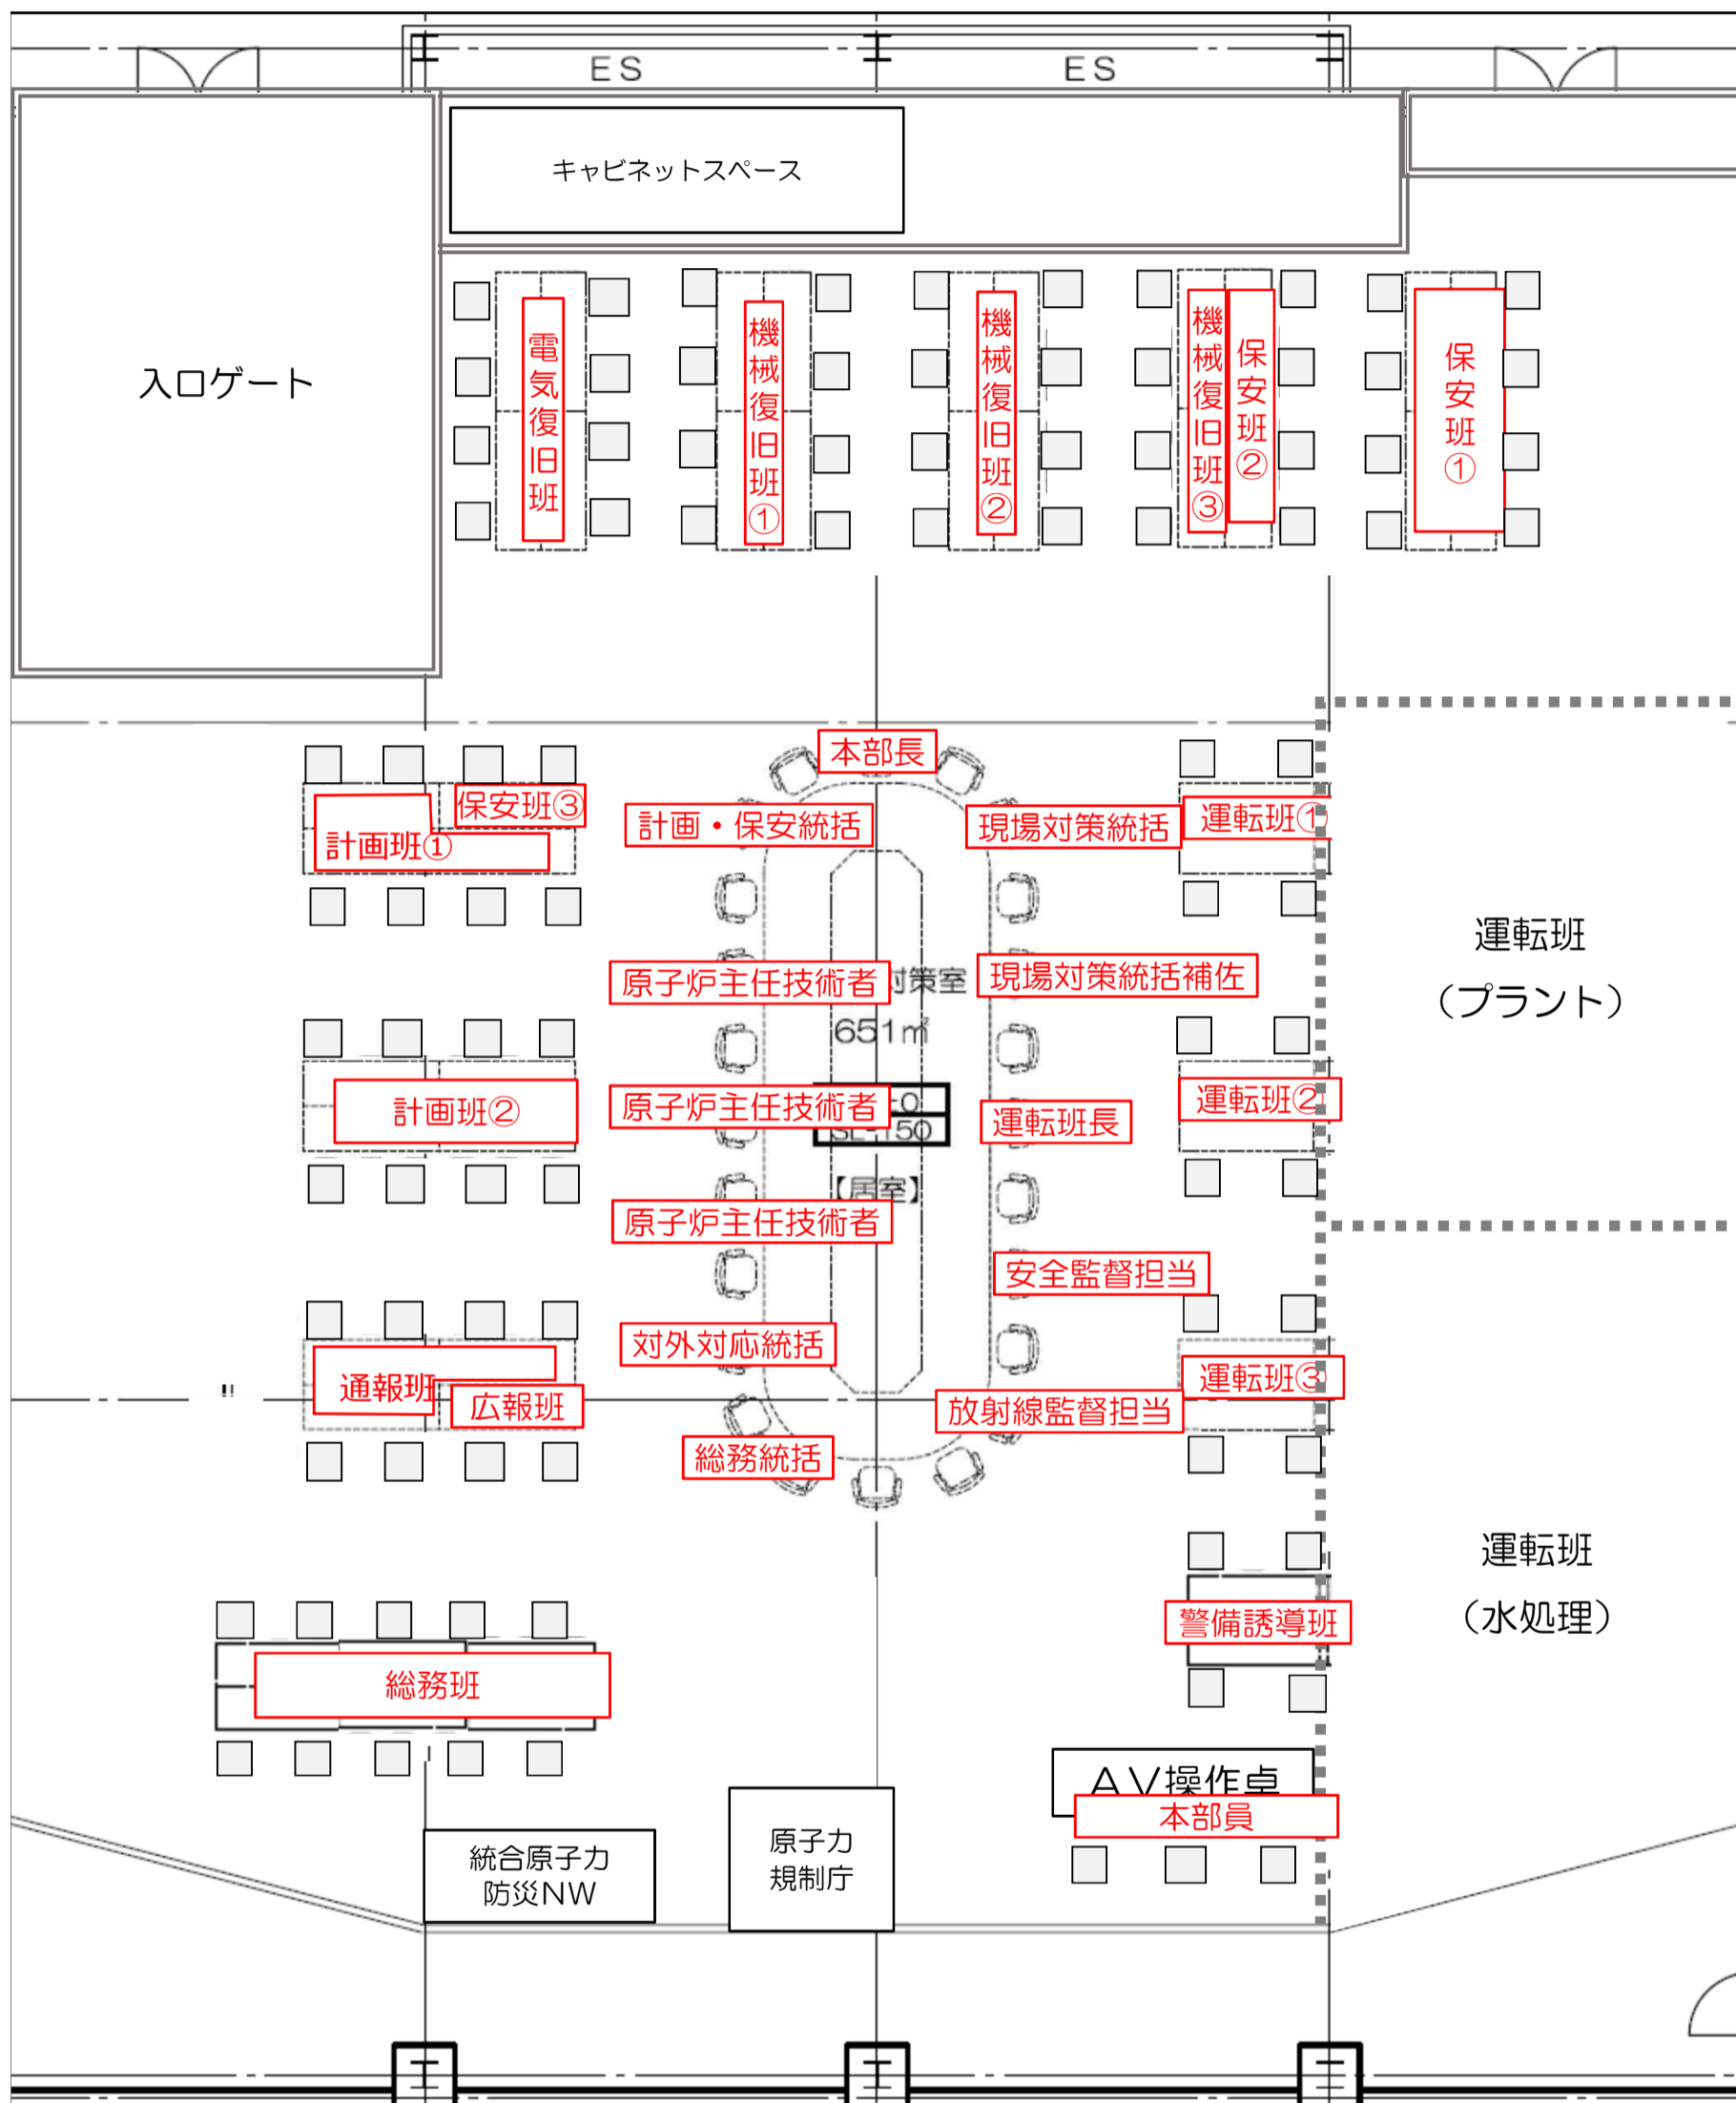 ES
ES
キャビネットスペース
入口ゲート
電気復旧班
機械復旧班①
機械復旧班②
機械復旧班③
保安班②
保安班①
本部長
保安班③
計画班①
計画・保安統括
現場対策統括
運転班①
運転班
（プラント）
原子炉主任技術者
対策室
現場対策統括補佐
651㎡
計画班②
原子炉主任技術者
運転班長
運転班②
SL-150
【居室】
原子炉主任技術者
安全監督担当
対外対応統括
通報班
広報班
運転班③
放射線監督担当
総務統括
運転班
（水処理）
警備誘導班
総務班
AV操作卓
本部員
統合原子力
防災NW
原子力
規制庁